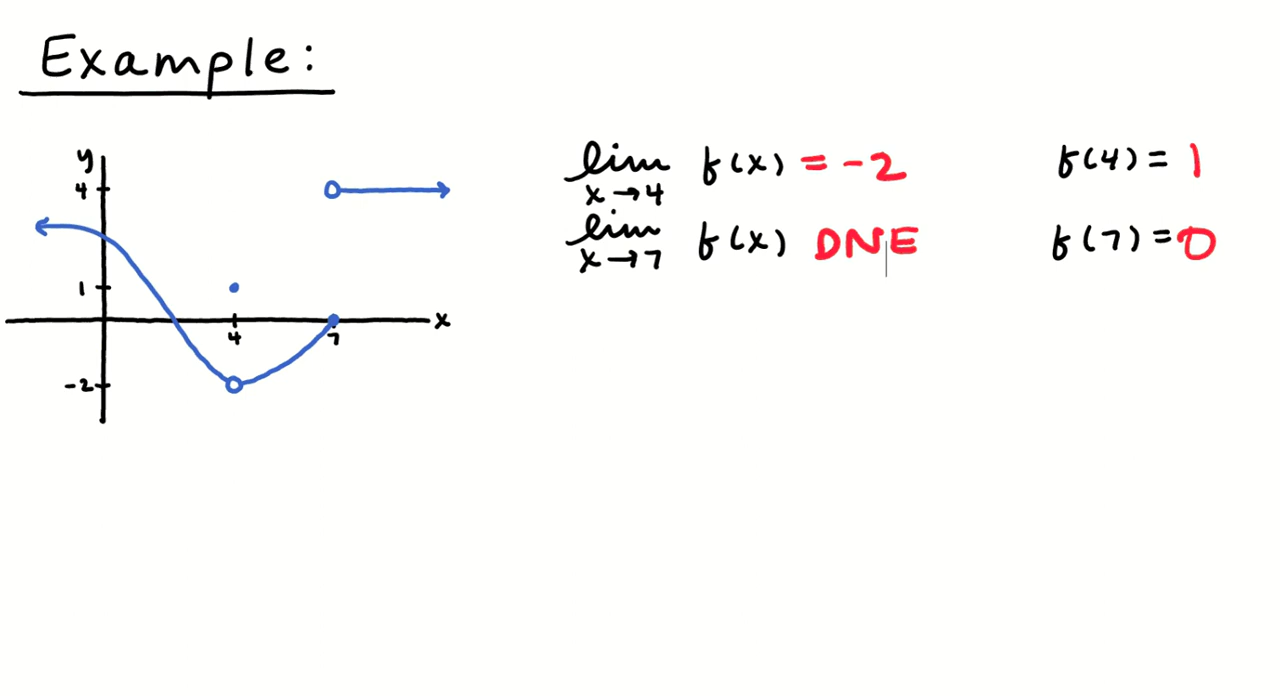 Example:
y
4
1
-2
4
7
x
lim f(x) = -2
x→4
f(4) = 1
lim f(x) DNE
x→7
f(7) = 0